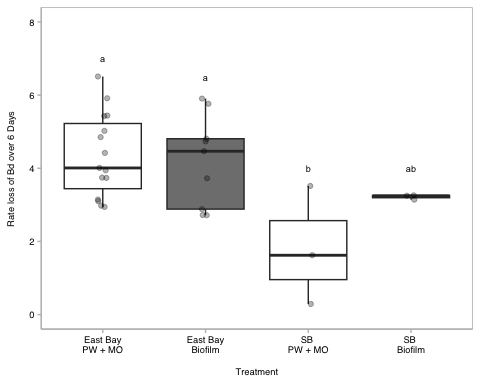 Rate loss of Bd over 6 Days
8
6
4
2
0
a
a
b
ab
East Bay
PW + MO
East Bay
Biofilm
SB
PW + MO
SB
Biofilm
Treatment